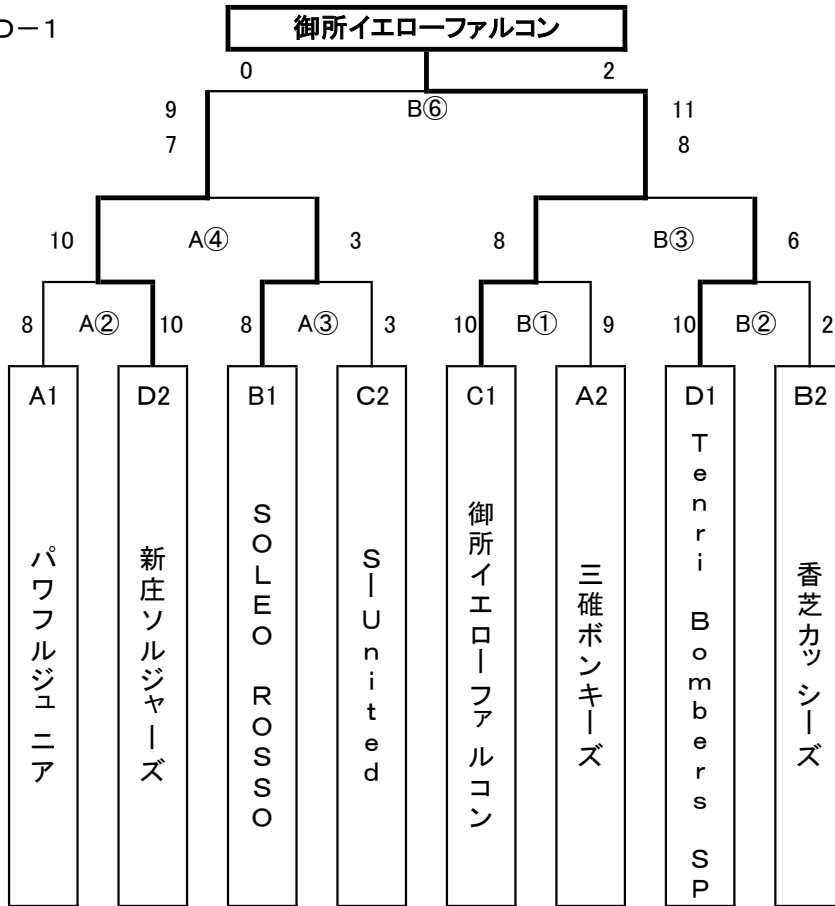 D－1
御所イエローファルコン
0 2
9 B⑥ 11
7 8
10 A④ 3 8 B③ 6
8 A② 10 8 A③ 3 10 B① 9 10 B② 2
A1 D2 B1 C2 C1 A2 D1 B2
パワフルジュニア
新庄ソルジャーズ
SOLEO ROSSO
S－United
御所イエローファルコン
三碓ボンキーズ
Tenri Bombers SP
香芝カッシーズ